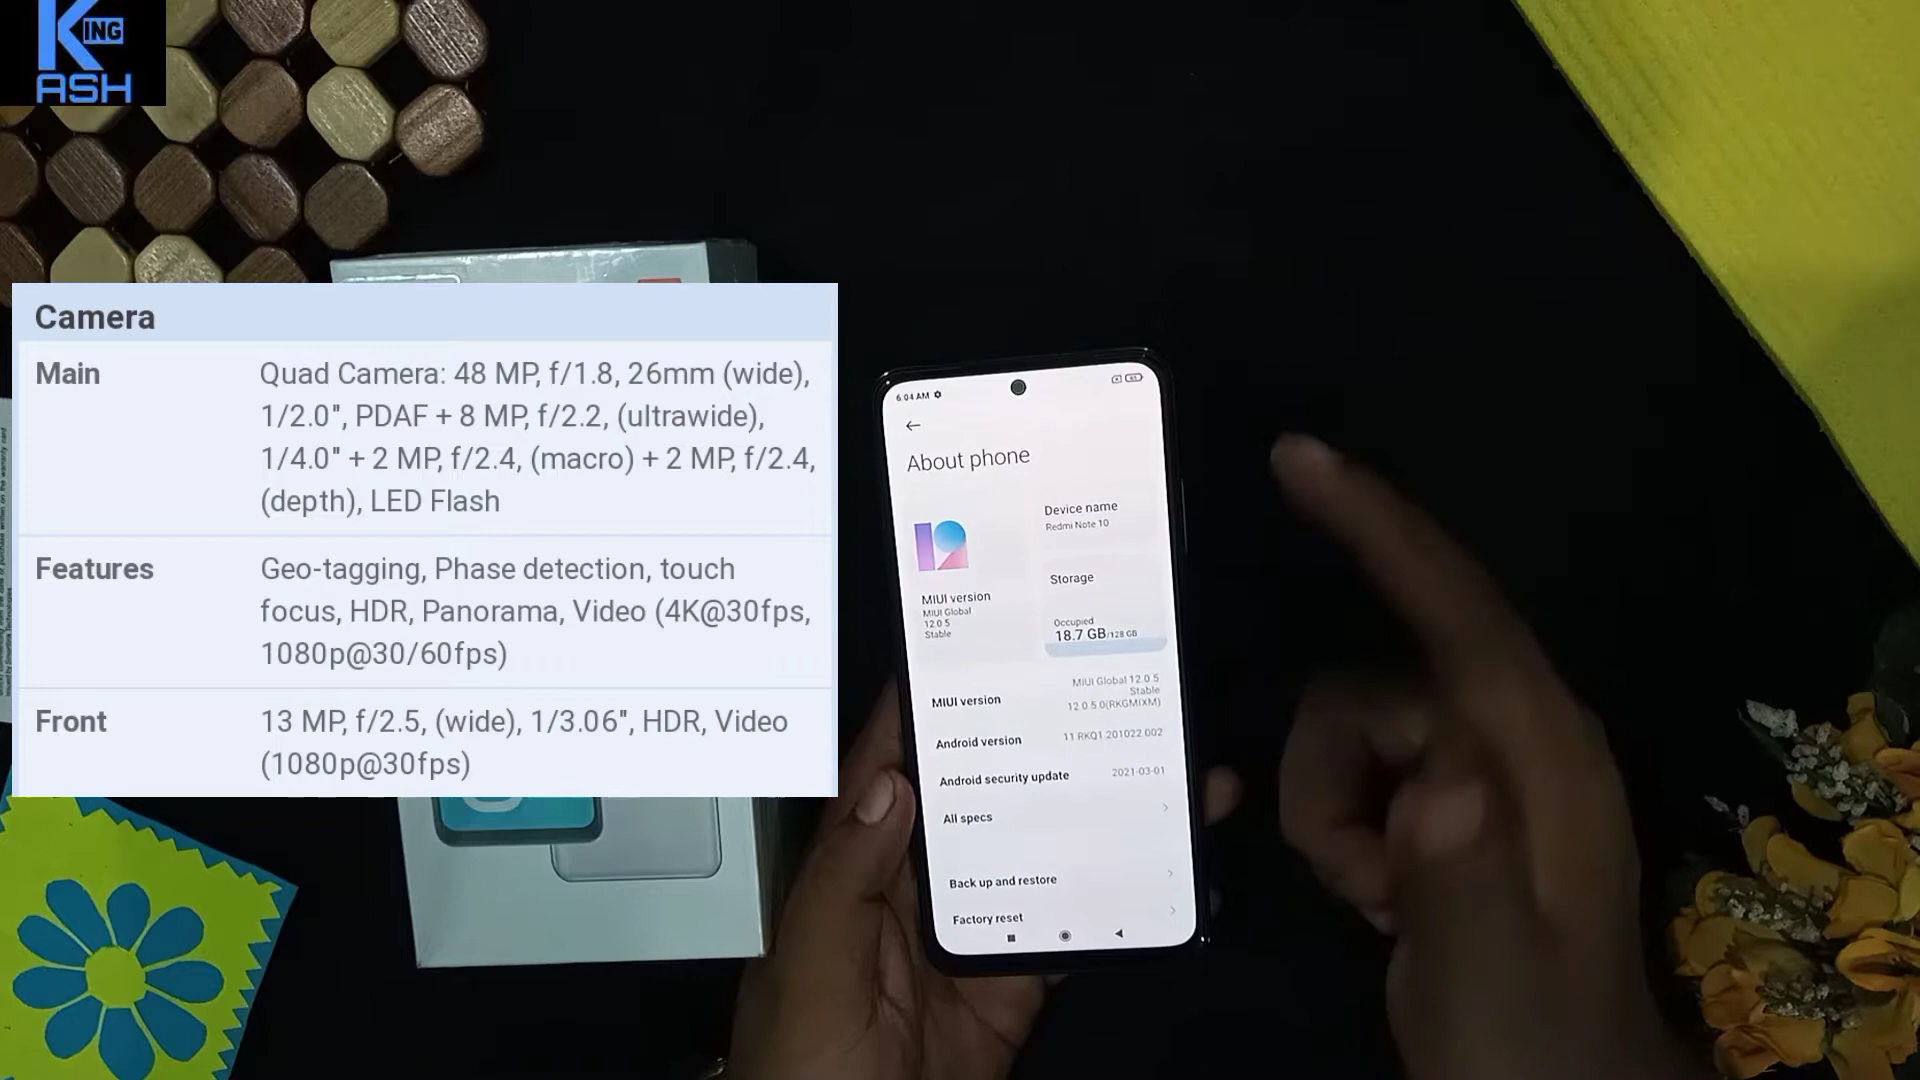 KING
ASH
Camera
Main
Quad Camera: 48 MP, f/1.8, 26mm (wide),
1/2.0", PDAF + 8 MP, f/2.2, (ultrawide),
1/4.0" + 2 MP, f/2.4, (macro) + 2 MP, f/2.4,
(depth), LED Flash
Features
Geo-tagging, Phase detection, touch
focus, HDR, Panorama, Video (4K@30fps,
1080p@30/60fps)
Front
13 MP, f/2.5, (wide), 1/3.06", HDR, Video
(1080p@30fps)
6.04 AM
About phone
Device name
Redmi Note 10
MIUI version
MIUI Global
12.0.5
Stable
Storage
Occupied
18.7 GB/128 GB
MIUI version
MIUI Global 12.0.5
Stable
12.0.5.0(RKGMIXM)
Android version
11 RKQ1.201022.002
Android security update
2021-03-01
All specs
Back up and restore
Factory reset